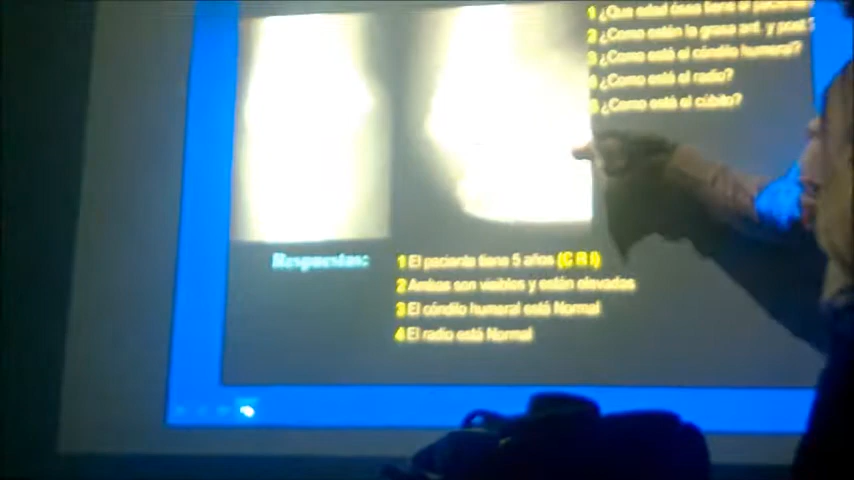 1 ¿Que edad ósea tiene el paciente
2 ¿Como están la grasa ant. y post
3 ¿Como está el cóndilo humeral?
4 ¿Como está el radio?
5 ¿Como está el cúbito?
Respuestas:
1 El paciente tiene 5 años (C R I)
2 Ambas son visibles y están elevadas
3 El cóndilo humeral está Normal
4 El radio está Normal